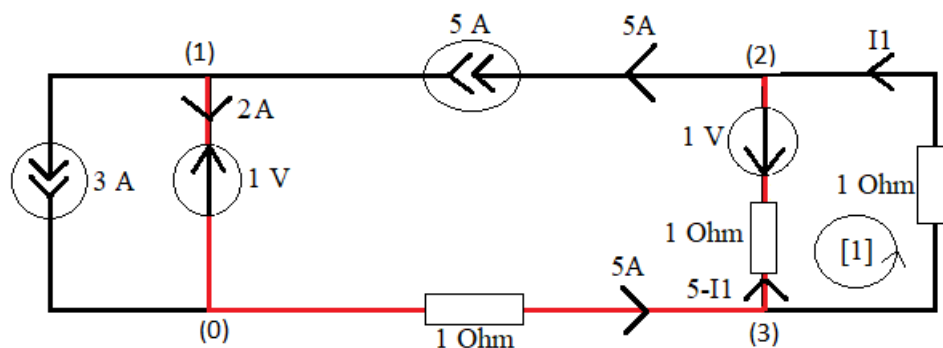 (1)
5 A
5A
(2)
I1
2A
1 V
3 A
1 V
1 Ohm
1 Ohm
[1]
5A
5-I1
(0)
1 Ohm
(3)